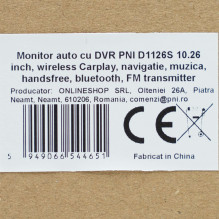 Monitor auto cu DVR PNI D1126S 10.26
inch, wireless Carplay, navigatie, muzica,
handsfree, bluetooth, FM transmitter
Producator: ONLINESHOP SRL, Olteniei 26A, Piatra
Neamt, Neamt, 610206, Romania, comenzi@pni.ro
CE
5 949066 544651
Fabricat in China